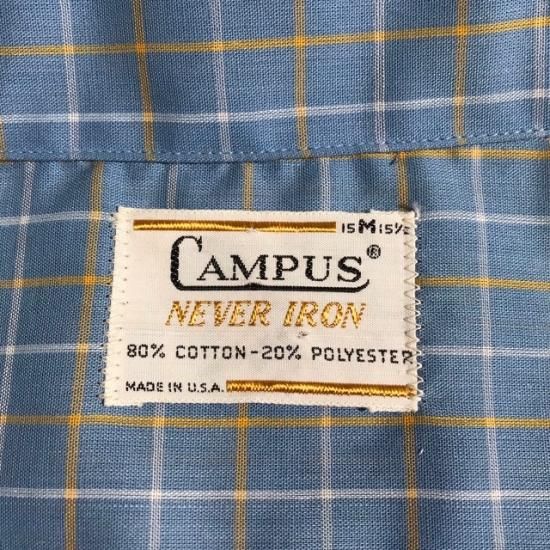 15 M 15½
CAMPUS®
NEVER IRON
80% COTTON-20% POLYESTER
MADE IN U.S.A.